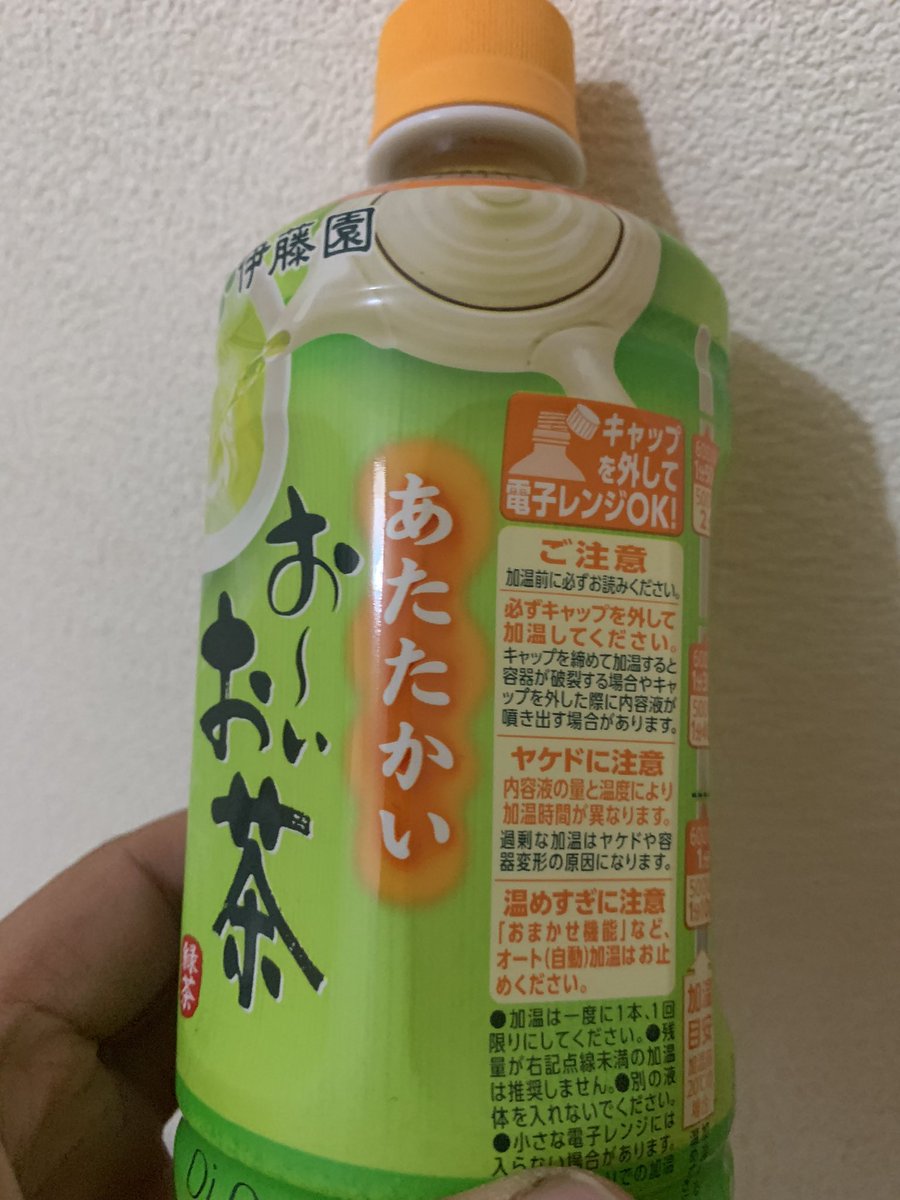 伊藤園
お～いお茶
緑茶
あたたかい
キャップ
を外して
電子レンジOK!
ご注意
加温前に必ずお読みください。
必ずキャップを外して
加温してください。
キャップを締めて加温すると
容器が破裂する場合やキャ
ップを外した際に内容液が
噴き出す場合があります。
ヤケドに注意
内容液の量と温度により
加温時間が異なります。
過剰な加温はヤケドや容
器変形の原因になります。
温めすぎに注意
「おまかせ機能」など、
オート(自動)加温はお止
めください。
●加温は一度に1本、1回
限りにしてください。●残
量が右記点線未満の加温
は推奨しません。●別の液
体を入れないでください。
●小さな電子レンジには
入らない場合があります。
での加温
加温
目安
Oi O